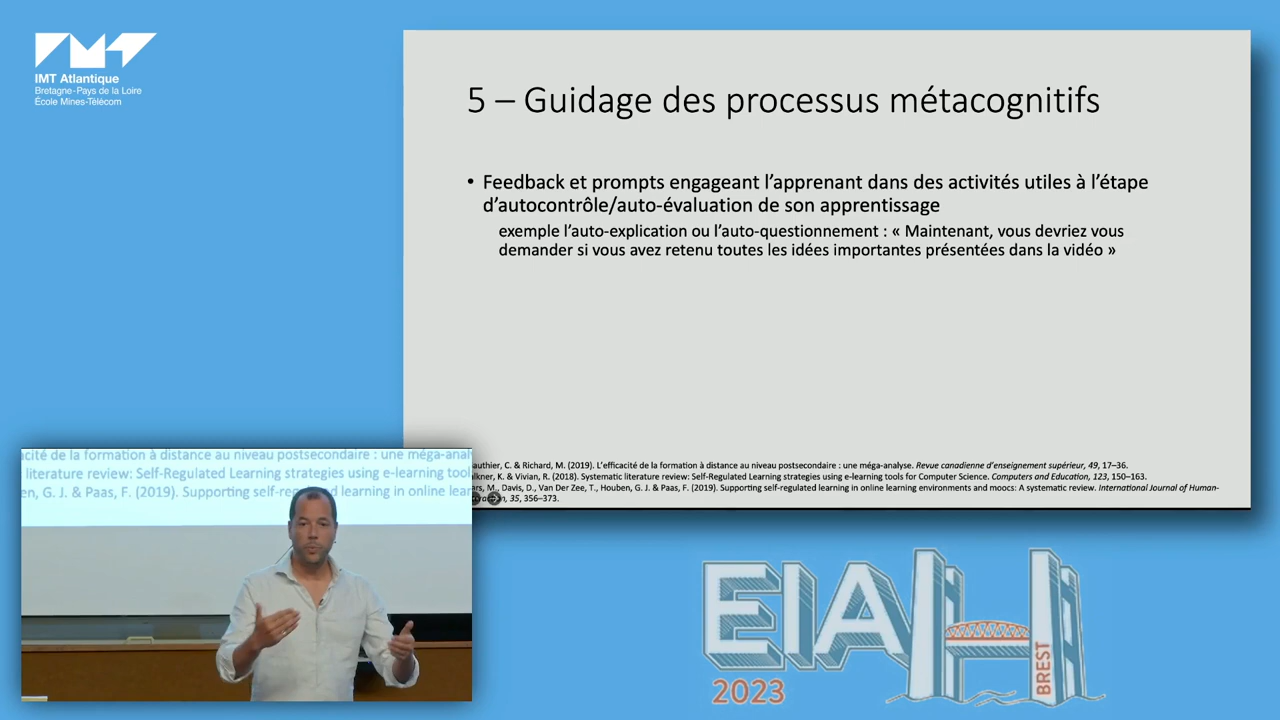 IMT Atlantique
Bretagne-Pays de la Loire
École Mines-Télécom
5 – Guidage des processus métacognitifs
• Feedback et prompts engageant l'apprenant dans des activités utiles à l'étape
d'autocontrôle/auto-évaluation de son apprentissage
exemple l'auto-explication ou l'auto-questionnement : « Maintenant, vous devriez vous
demander si vous avez retenu toutes les idées importantes présentées dans la vidéo »
authier, C. & Richard, M. (2019). L'efficacité de la formation à distance au niveau postsecondaire : une méga-analyse. Revue canadienne d'enseignement supérieur, 49, 17–36.
lkner, K. & Vivian, R. (2018). Systematic literature review: Self-Regulated Learning strategies using e-learning tools for Computer Science. Computers and Education, 123, 150–163.
rs, M., Davis, D., Van Der Zee, T., Houben, G. J. & Paas, F. (2019). Supporting self-regulated learning in online learning environments and moocs: A systematic review. International Journal of Human-
n, 35, 356–373.
cité de la formation à distance au niveau postsecondaire : une méga-anal
literature review: Self-Regulated Learning strategies using e-learning tool
en, G. J. & Paas, F. (2019). Supporting self-reg d learning in online lear
EIAH
BREST
2023